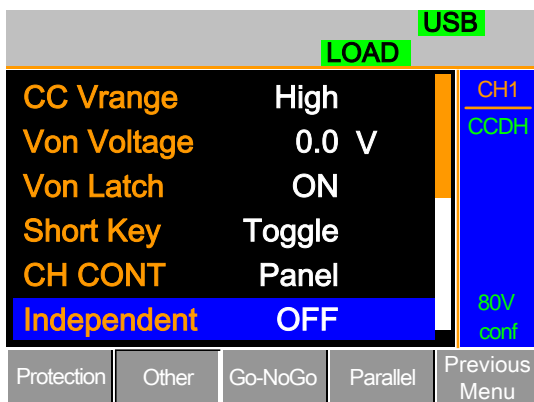 USB
LOAD
CC Vrange High
Von Voltage 0.0 V
Von Latch ON
Short Key Toggle
CH CONT Panel
Independent OFF
CH1
CCDH
80V
conf
Protection Other Go-NoGo Parallel Previous Menu